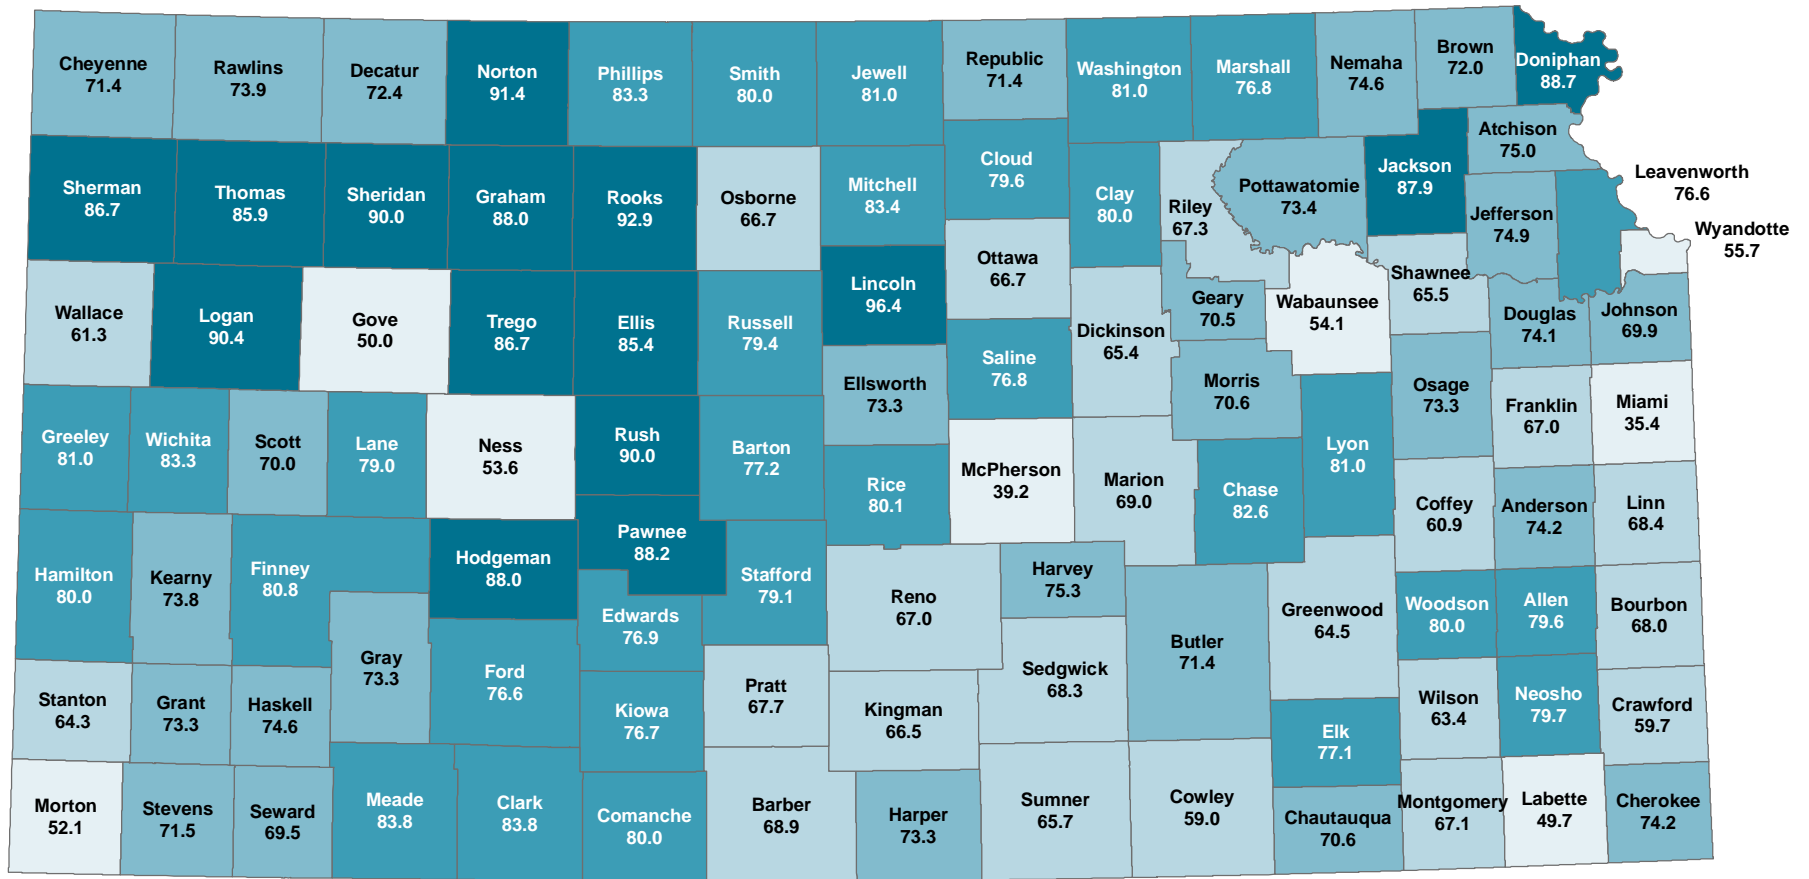 Cheyenne
71.4
Rawlins
73.9
Decatur
72.4
Norton
91.4
Phillips
83.3
Smith
80.0
Jewell
81.0
Republic
71.4
Washington
81.0
Marshall
76.8
Nemaha
74.6
Brown
72.0
Doniphan
88.7
Atchison
75.0
Sherman
86.7
Thomas
85.9
Sheridan
90.0
Graham
88.0
Rooks
92.9
Osborne
66.7
Mitchell
83.4
Cloud
79.6
Clay
80.0
Riley
67.3
Pottawatomie
73.4
Jackson
87.9
Jefferson
74.9
Leavenworth
76.6
Wyandotte
55.7
Wallace
61.3
Logan
90.4
Gove
50.0
Trego
86.7
Ellis
85.4
Russell
79.4
Lincoln
96.4
Ottawa
66.7
Saline
76.8
Dickinson
65.4
Geary
70.5
Wabaunsee
54.1
Shawnee
65.5
Douglas
74.1
Johnson
69.9
Ellsworth
73.3
Morris
70.6
Osage
73.3
Franklin
67.0
Miami
35.4
Greeley
81.0
Wichita
83.3
Scott
70.0
Lane
79.0
Ness
53.6
Rush
90.0
Barton
77.2
Rice
80.1
McPherson
39.2
Marion
69.0
Chase
82.6
Lyon
81.0
Coffey
60.9
Anderson
74.2
Linn
68.4
Hamilton
80.0
Kearny
73.8
Finney
80.8
Hodgeman
88.0
Pawnee
88.2
Stafford
79.1
Edwards
76.9
Reno
67.0
Harvey
75.3
Butler
71.4
Greenwood
64.5
Woodson
80.0
Allen
79.6
Bourbon
68.0
Gray
73.3
Ford
76.6
Kiowa
76.7
Pratt
67.7
Kingman
66.5
Sedgwick
68.3
Elk
77.1
Wilson
63.4
Neosho
79.7
Crawford
59.7
Stanton
64.3
Grant
73.3
Haskell
74.6
Morton
52.1
Stevens
71.5
Seward
69.5
Meade
83.8
Clark
83.8
Comanche
80.0
Barber
68.9
Harper
73.3
Sumner
65.7
Cowley
59.0
Chautauqua
70.6
Montgomery
67.1
Labette
49.7
Cherokee
74.2